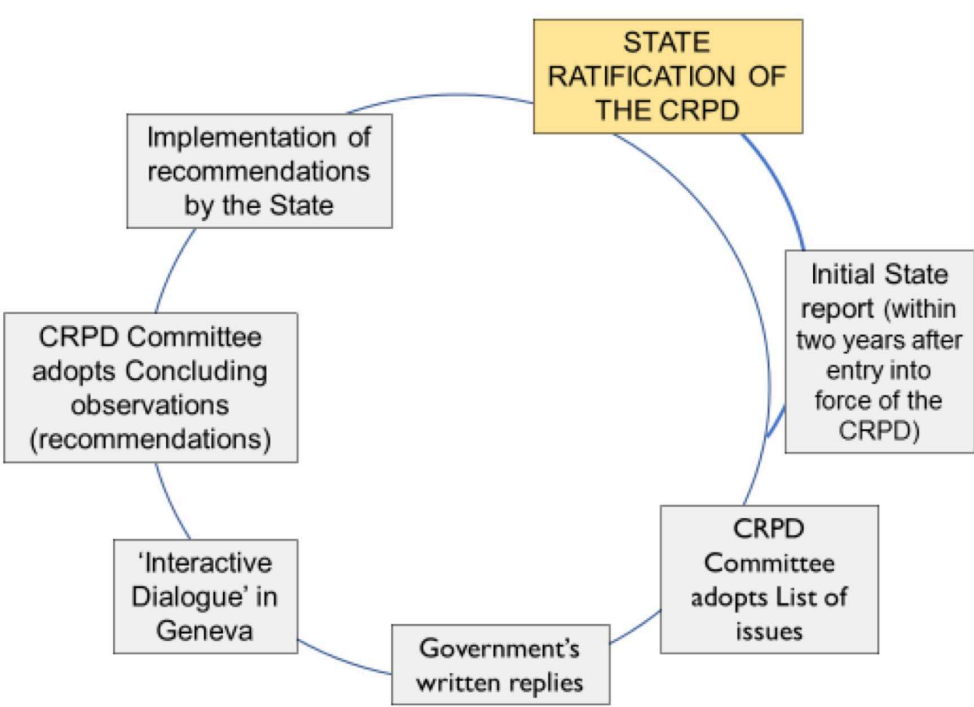 STATE
RATIFICATION OF
THE CRPD
Initial State
report (within
two years after
entry into
force of the
CRPD)
CRPD
Committee
adopts List of
issues
Government's
written replies
‘Interactive
Dialogue’ in
Geneva
CRPD Committee
adopts Concluding
observations
(recommendations)
Implementation of
recommendations
by the State